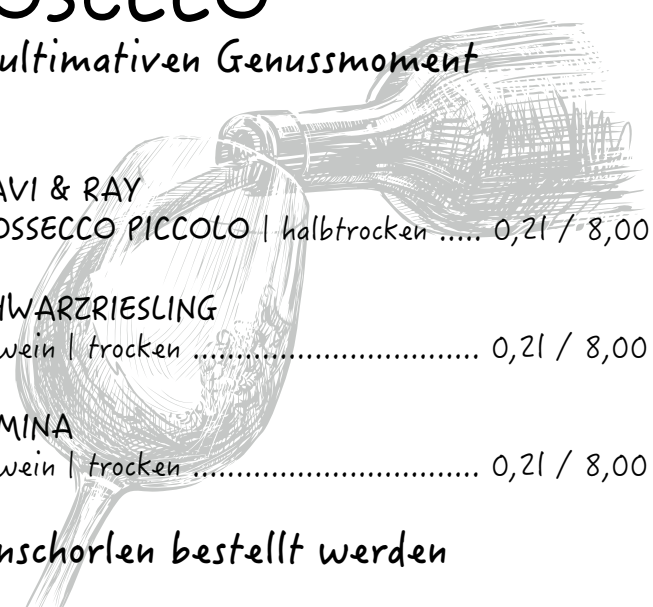 OSECCO
ultimativen Genussmoment
AVI & RAY
OSSECCO PICCOLO | halbtrocken ..... 0,2l / 8,00
HWARZRIESLING
wein | trocken ................................. 0,2l / 8,00
MINA
wein | trocken ................................. 0,2l / 8,00
nschorlen bestellt werden